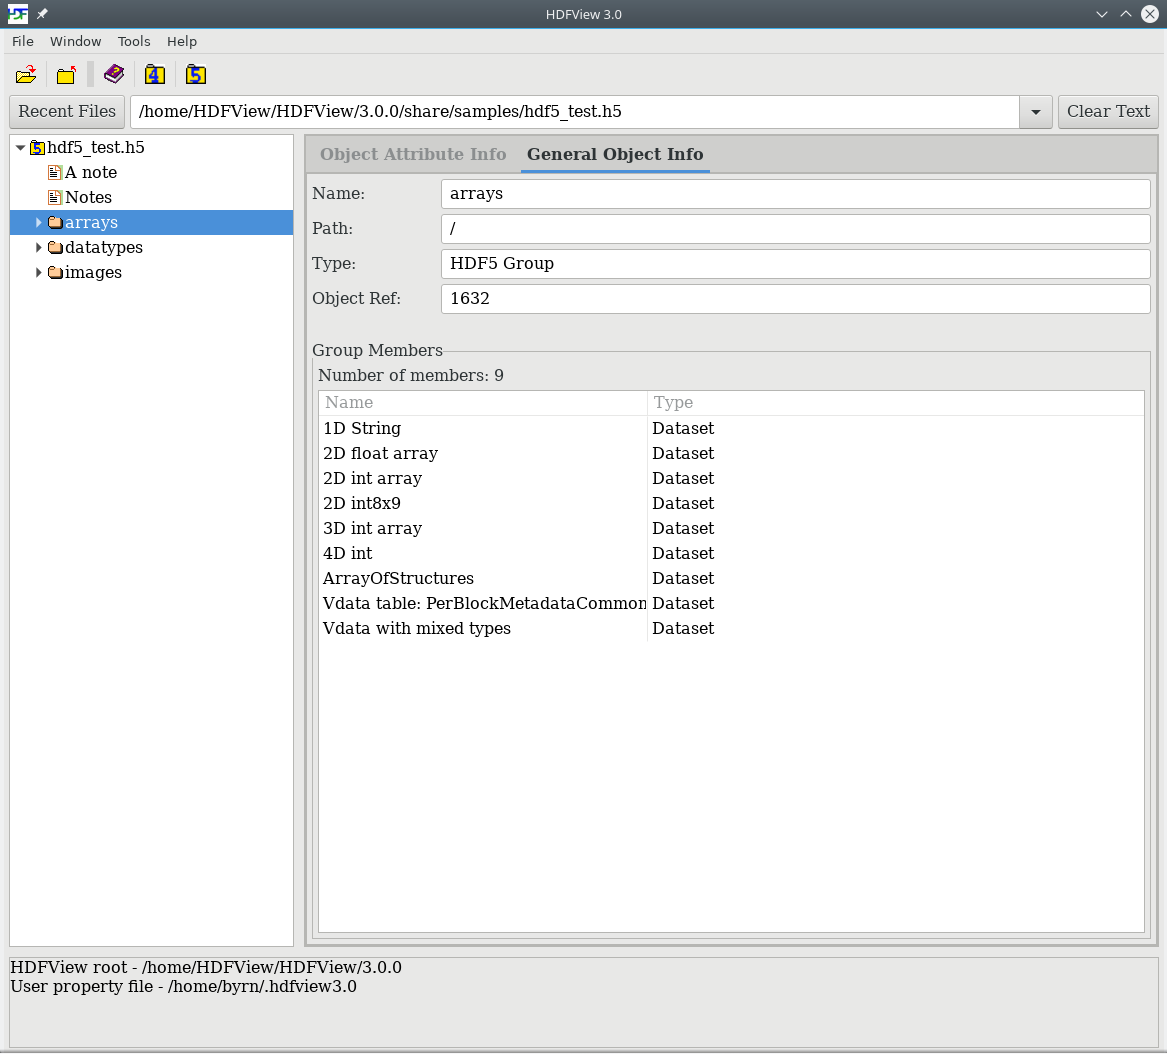 HDF HDFView 3.0
File Window Tools Help
4 5
Recent Files /home/HDFView/HDFView/3.0.0/share/samples/hdf5_test.h5 Clear Text
5 hdf5_test.h5
A note
Notes
arrays
datatypes
images
Object Attribute Info General Object Info
Name: arrays
Path: /
Type: HDF5 Group
Object Ref: 1632
Group Members
Number of members: 9
Name Type
1D String Dataset
2D float array Dataset
2D int array Dataset
2D int8x9 Dataset
3D int array Dataset
4D int Dataset
ArrayOfStructures Dataset
Vdata table: PerBlockMetadataCommon Dataset
Vdata with mixed types Dataset
HDFView root - /home/HDFView/HDFView/3.0.0
User property file - /home/byrn/.hdfview3.0